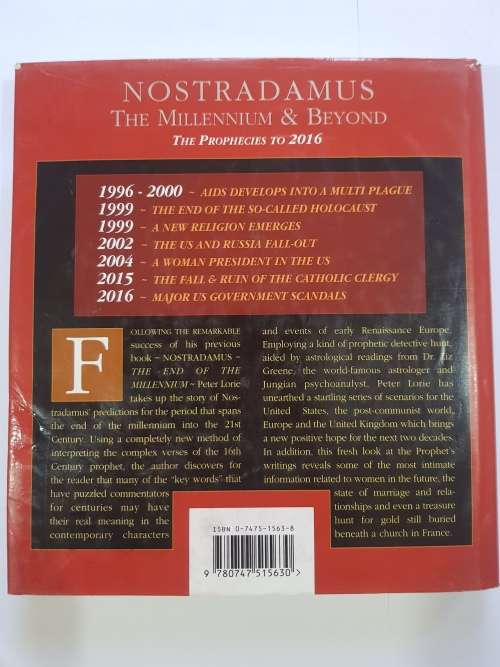 NOSTRADAMUS
THE MILLENNIUM & BEYOND
THE PROPHECIES TO 2016
1996 - 2000 ~ AIDS DEVELOPS INTO A MULTI PLAGUE
1999 ~ THE END OF THE SO-CALLED HOLOCAUST
1999 ~ A NEW RELIGION EMERGES
2002 ~ THE US AND RUSSIA FALL-OUT
2004 ~ A WOMAN PRESIDENT IN THE US
2015 ~ THE FALL & RUIN OF THE CATHOLIC CLERGY
2016 ~ MAJOR US GOVERNMENT SCANDALS
FOLLOWING THE REMARKABLE
success of his previous
book ~ NOSTRADAMUS ~
THE END OF THE
MILLENNIUM ~ Peter Lorie
takes up the story of Nos-
tradamus' predictions for the period that spans
the end of the millennium into the 21st
Century. Using a completely new method of
interpreting the complex verses of the 16th
Century prophet, the author discovers for
the reader that many of the "key words" that
have puzzled commentators
for centuries may have
their real meaning in the
contemporary characters
and events of early Renaissance Europe.
Employing a kind of prophetic detective hunt,
aided by astrological readings from Dr. Liz
Greene, the world-famous astrologer and
Jungian psychoanalyst, Peter Lorie has
unearthed a startling series of scenarios for the
United States, the post-communist world,
Europe and the United Kingdom which brings
a new positive hope for the next two decades.
In addition, this fresh look at the Prophet's
writings reveals some of the most intimate
information related to women in the future, the
state of marriage and rela-
tionships and even a treasure
hunt for gold still buried
beneath a church in France.
ISBN 0-7475-1563-8
9 780747 515630 >